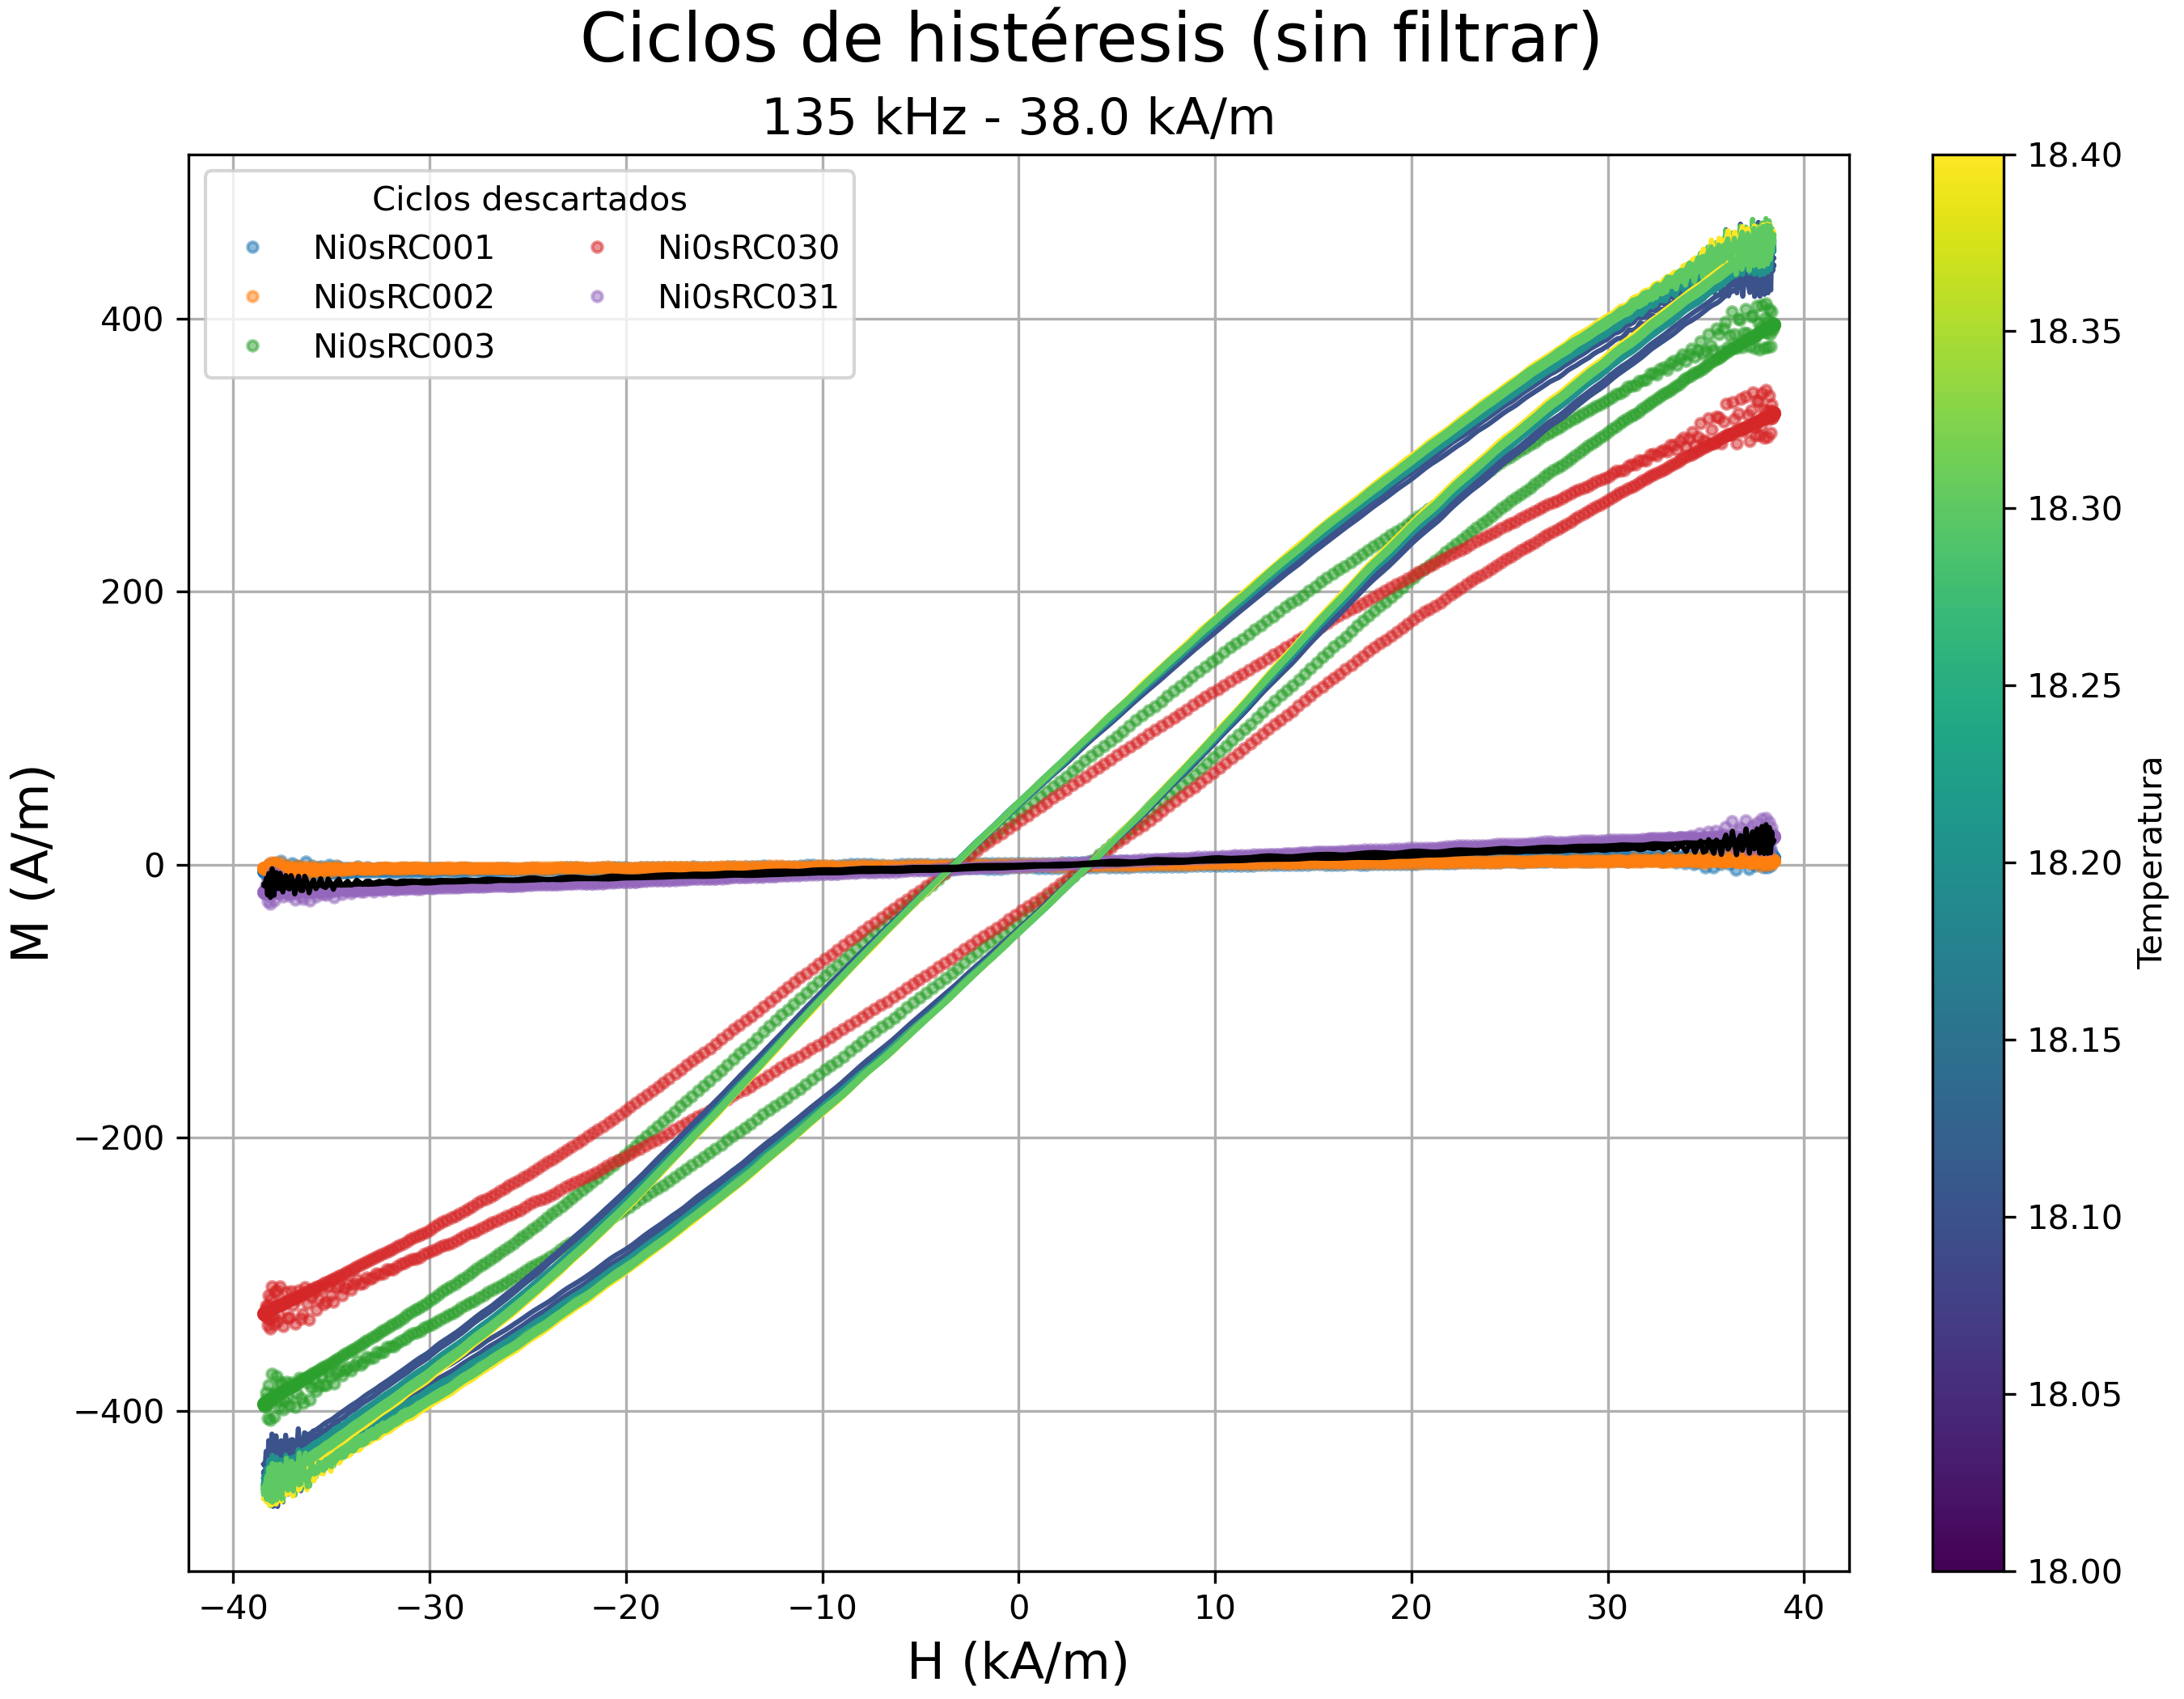 Ciclos de histéresis (sin filtrar)
135 kHz - 38.0 kA/m
Ciclos descartados
Ni0sRC001
Ni0sRC002
Ni0sRC003
Ni0sRC030
Ni0sRC031
M (A/m)
400
200
0
−200
−400
−40
−30
−20
−10
0
10
20
30
40
H (kA/m)
18.40
18.35
18.30
18.25
18.20
18.15
18.10
18.05
18.00
Temperatura